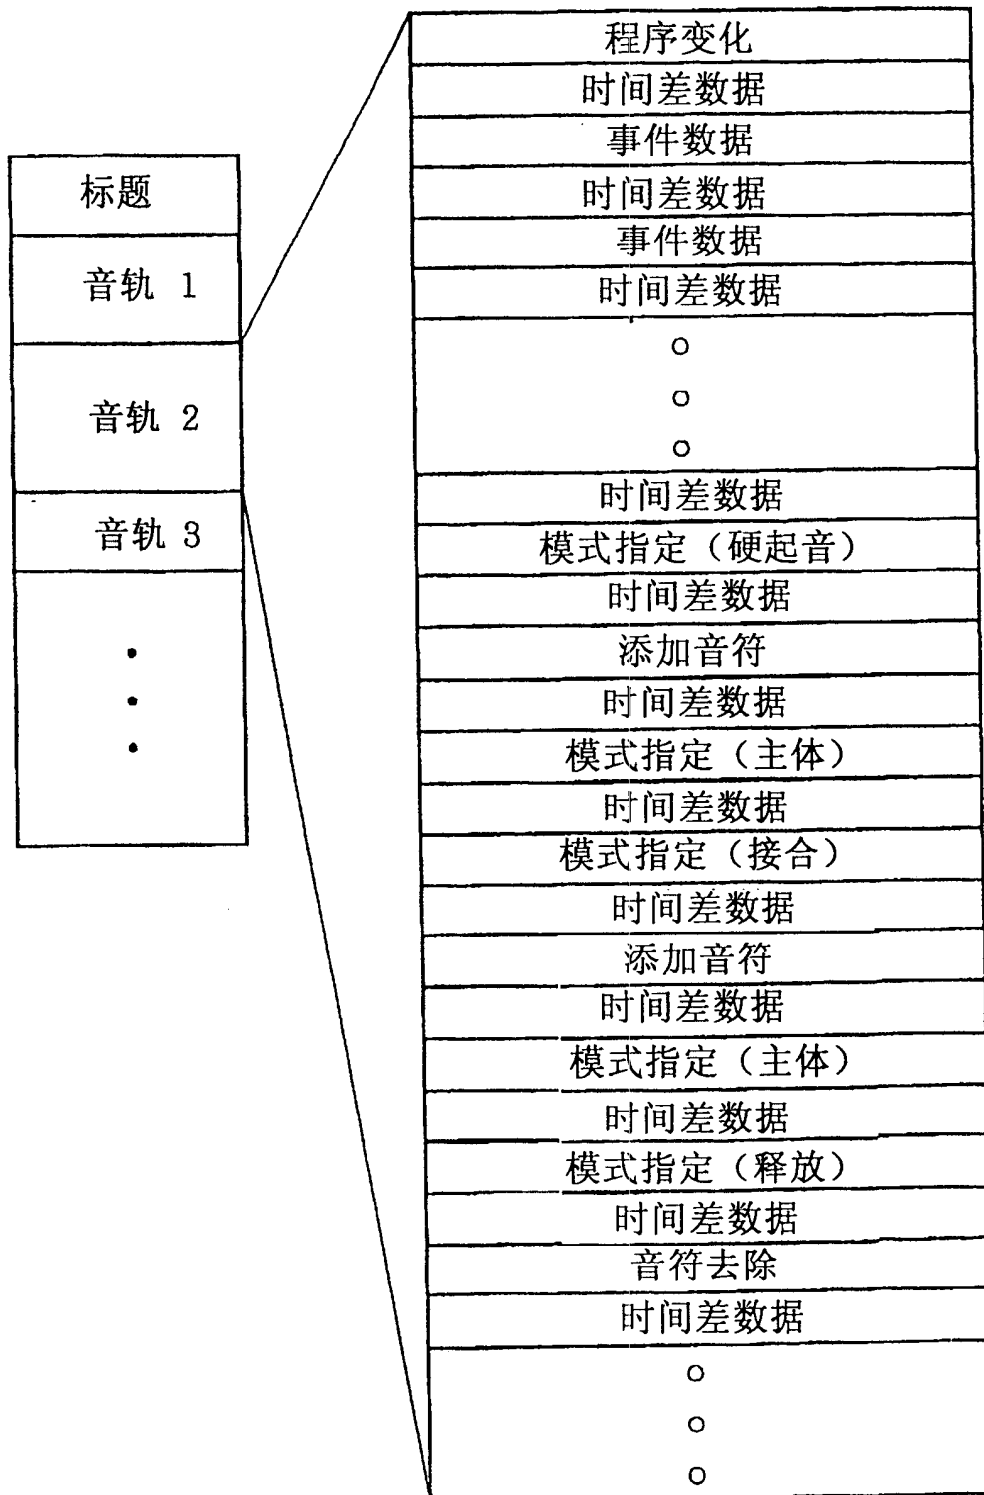 标题
音轨 1
音轨 2
音轨 3
程序变化
时间差数据
事件数据
时间差数据
事件数据
时间差数据
时间差数据
模式指定（硬起音）
时间差数据
添加音符
时间差数据
模式指定（主体）
时间差数据
模式指定（接合）
时间差数据
添加音符
时间差数据
模式指定（主体）
时间差数据
模式指定（释放）
时间差数据
音符去除
时间差数据